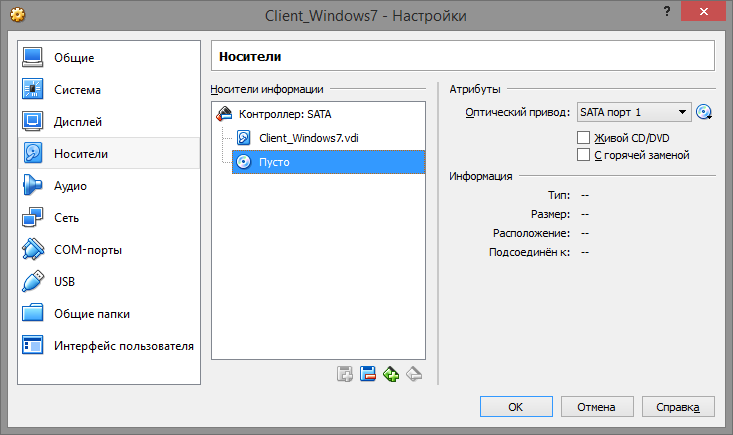 Client_Windows7 - Настройки
?
Общие
Система
Дисплей
Носители
Аудио
Сеть
COM-порты
USB
Общие папки
Интерфейс пользователя
Носители
Носители информации
Контроллер: SATA
Client_Windows7.vdi
Пусто
Атрибуты
Оптический привод: SATA порт 1
Живой CD/DVD
С горячей заменой
Информация
Тип: --
Размер: --
Расположение: --
Подсоединён к: --
OK Отмена Справка